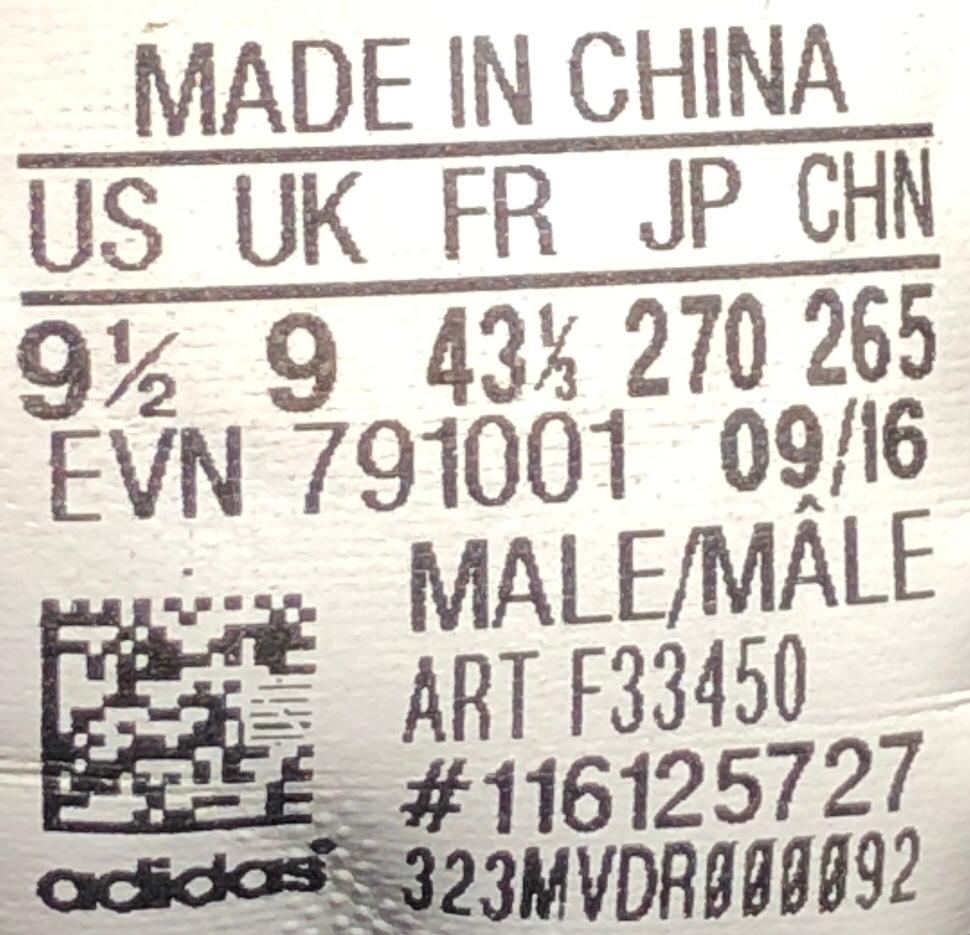 MADE IN CHINA
US UK FR JP CHN
9½ 9 43⅓ 270 265
EVN 791001 09/16
MALE/MÂLE
ART F33450
#116125727
adidas 323MVDR000092